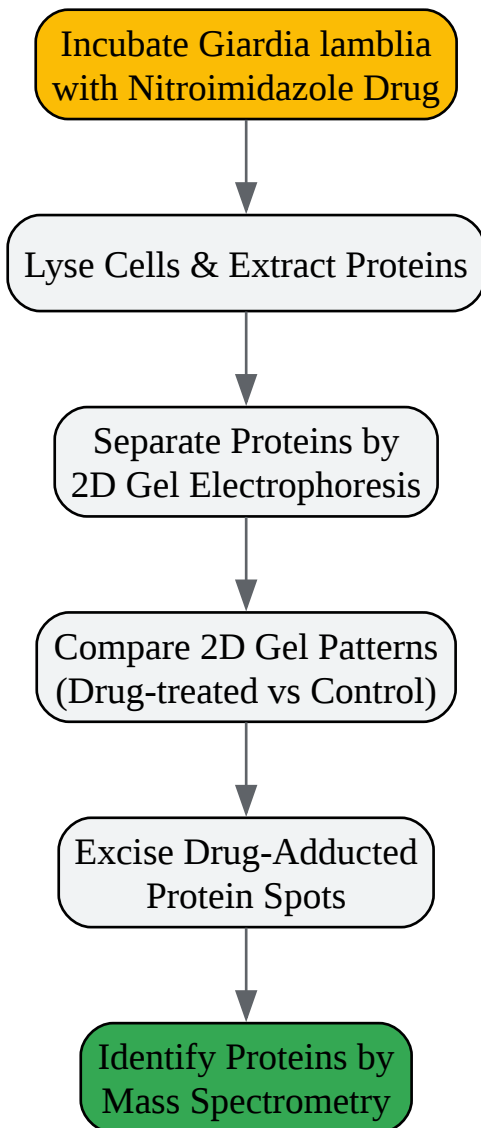 Incubate Giardia lamblia
with Nitroimidazole Drug
Lyse Cells & Extract Proteins
Separate Proteins by
2D Gel Electrophoresis
Compare 2D Gel Patterns
(Drug-treated vs Control)
Excise Drug-Adducted
Protein Spots
Identify Proteins by
Mass Spectrometry